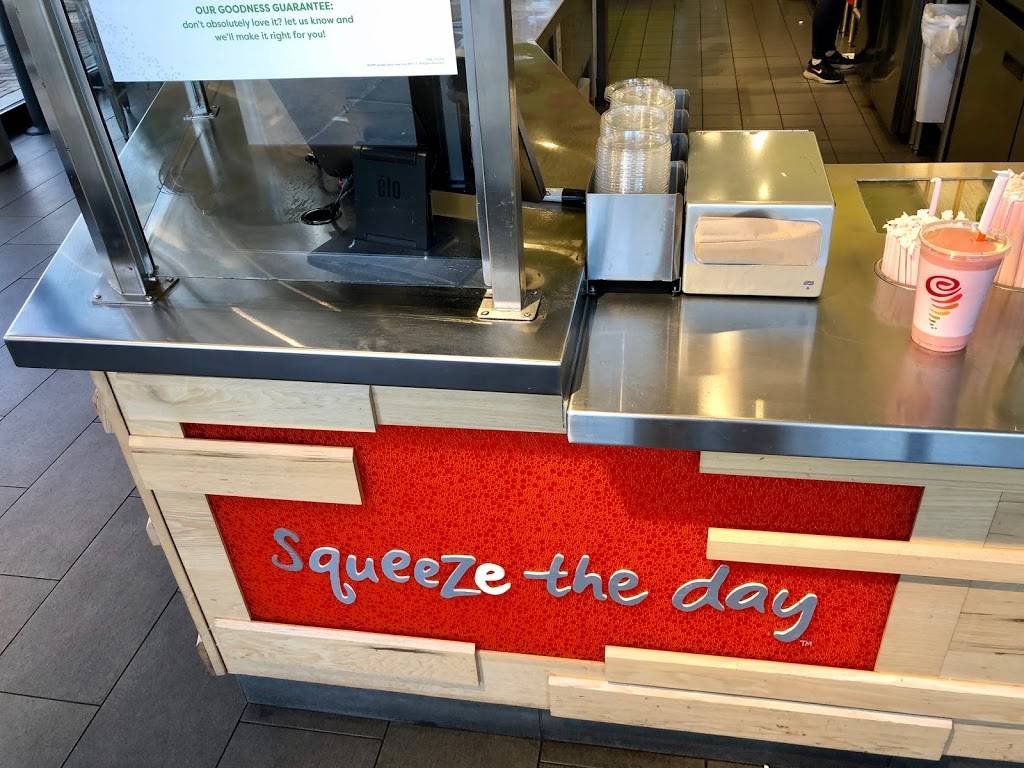 OUR GOODNESS GUARANTEE:
don't absolutely love it? let us know and
we'll make it right for you!
elo
Squeeze the day
TM